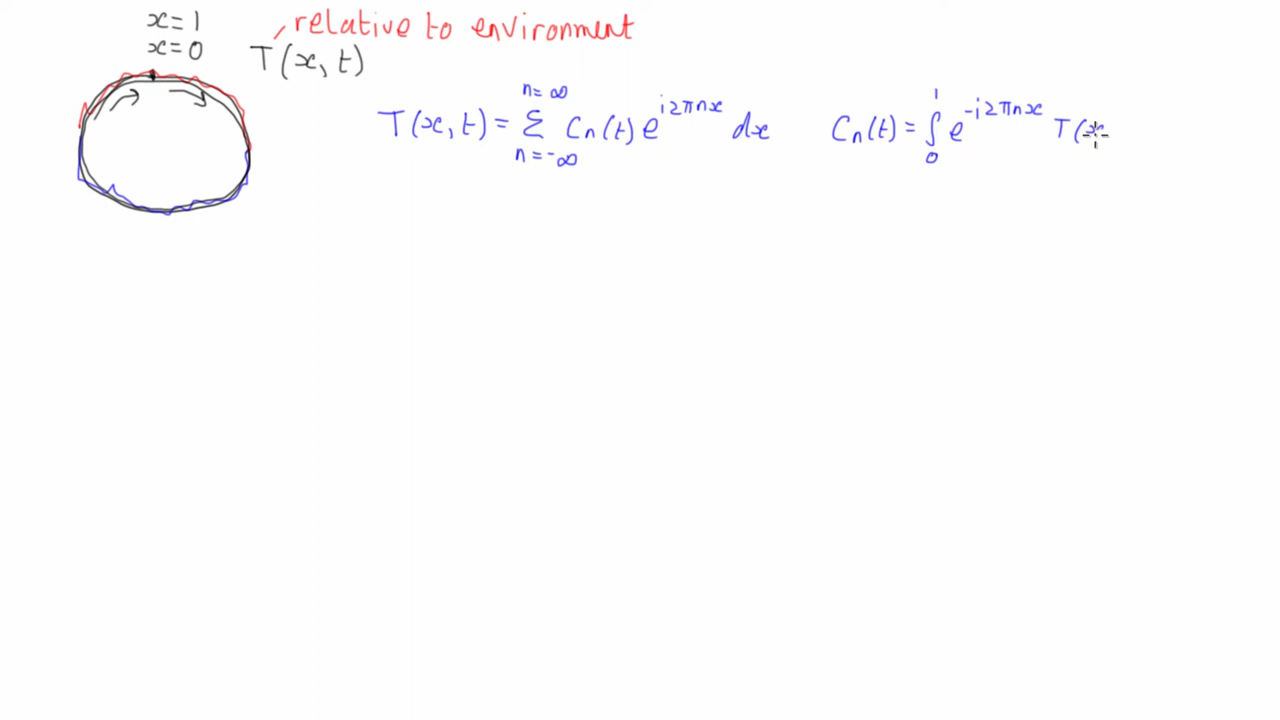 x = 1
relative to environment
x = 0
T(x, t)
T(x, t) = ∑_{n=-∞}^{n=∞} Cₙ(t) e^{i2πnx} dx
Cₙ(t) = ∫₀¹ e^{-i2πnx} T(x